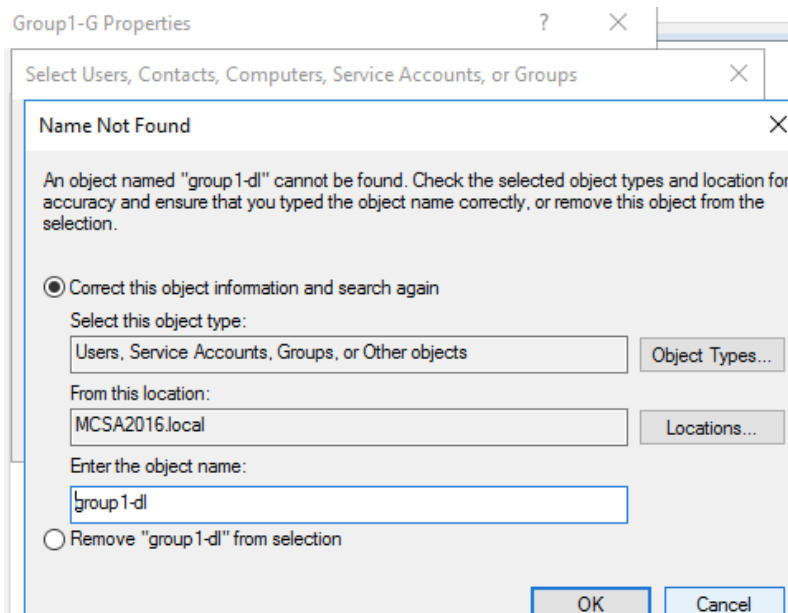 Group1-G Properties
Select Users, Contacts, Computers, Service Accounts, or Groups
Name Not Found
An object named "group1-dl" cannot be found. Check the selected object types and location for
accuracy and ensure that you typed the object name correctly, or remove this object from the
selection.
Correct this object information and search again
Select this object type:
Users, Service Accounts, Groups, or Other objects
Object Types...
From this location:
MCSA2016.local
Locations...
Enter the object name:
group1-dl
Remove "group1-dl" from selection
OK
Cancel